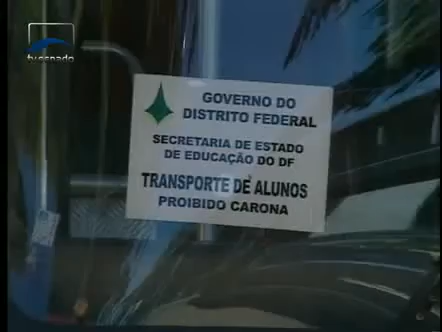 tv senado
GOVERNO DO
DISTRITO FEDERAL
SECRETARIA DE ESTADO
DE EDUCAÇÃO DO DF
TRANSPORTE DE ALUNOS
PROIBIDO CARONA